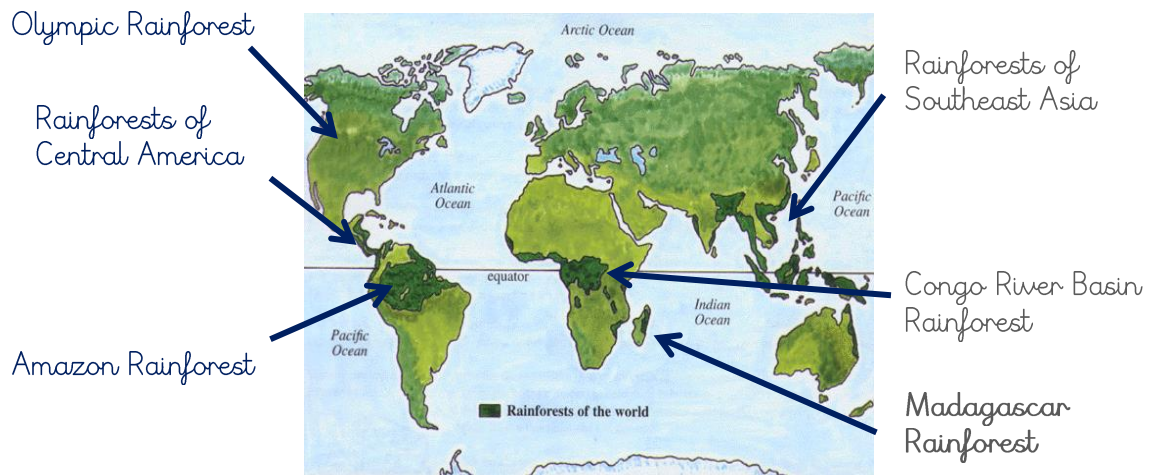 Olympic Rainforest
Rainforests of
Central America
Amazon Rainforest
Arctic Ocean
Atlantic
Ocean
Pacific
Ocean
equator
Indian
Ocean
Pacific
Ocean
Rainforests of the world
Rainforests of
Southeast Asia
Congo River Basin
Rainforest
Madagascar
Rainforest